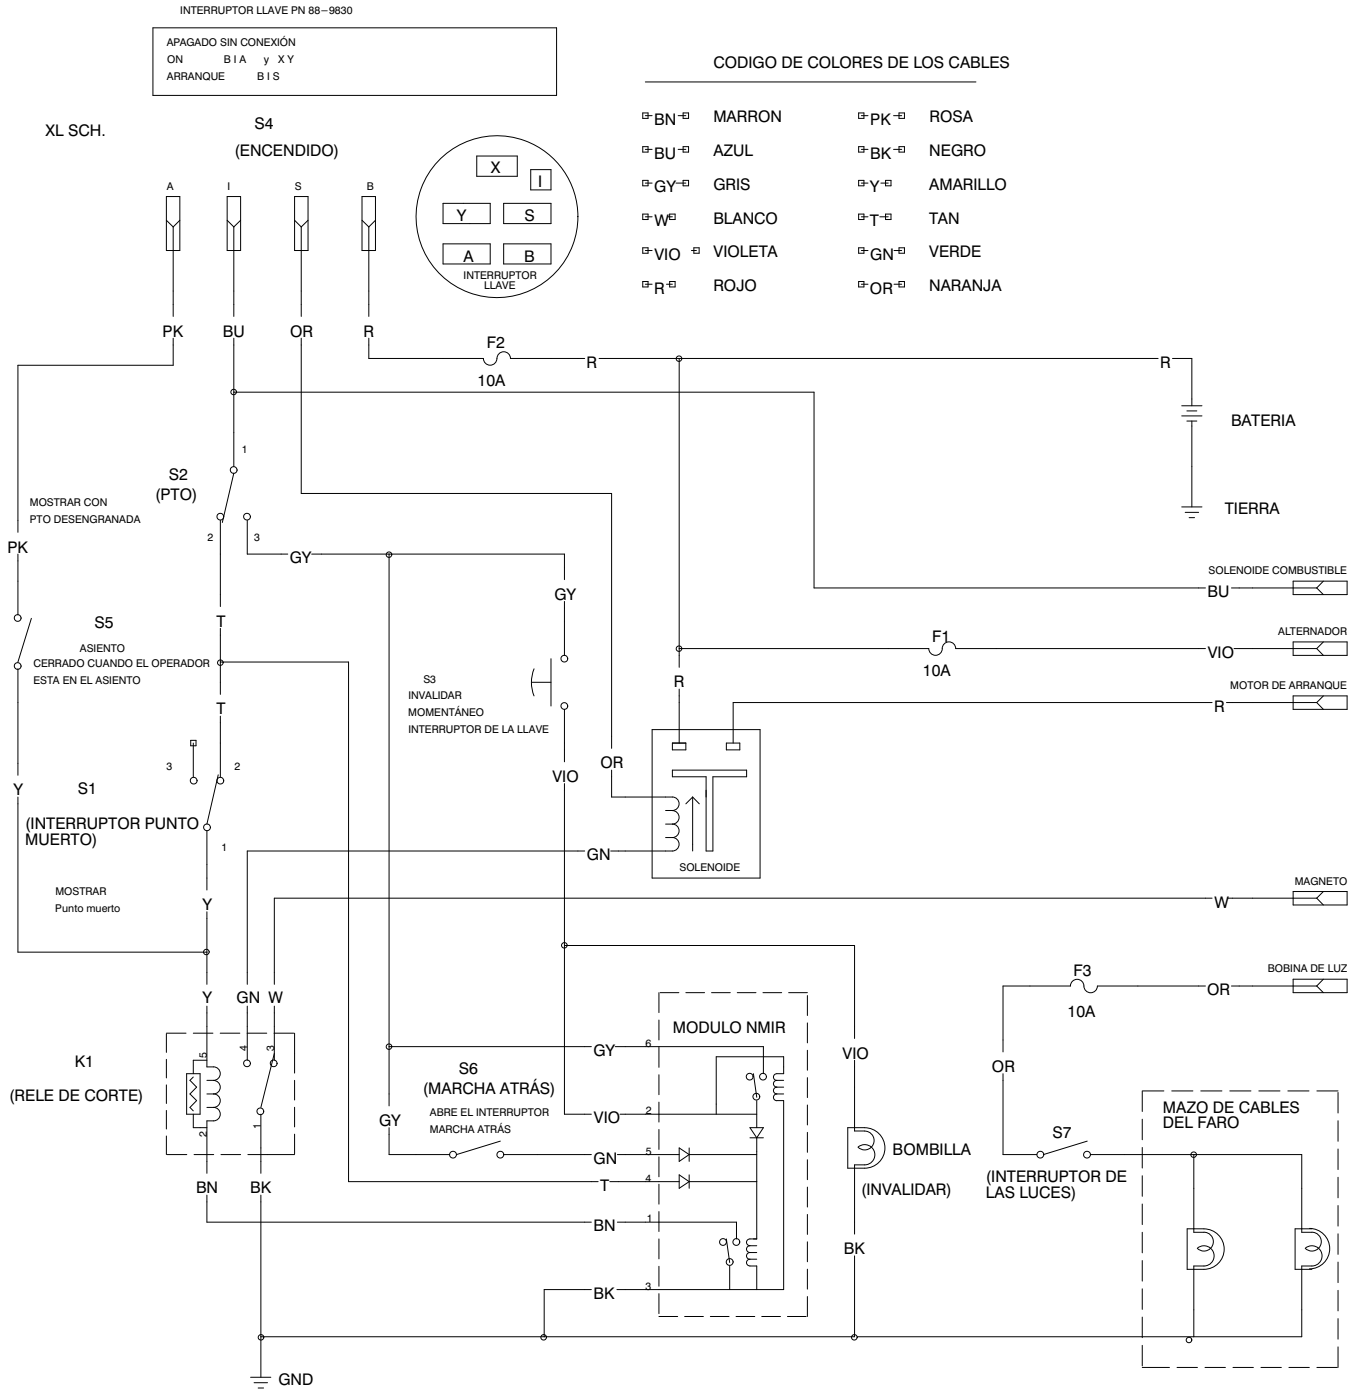 INTERRUPTOR LLAVE PN 88-9830
APAGADO SIN CONEXIÓN
ON B I A y X Y
ARRANQUE B I S
CODIGO DE COLORES DE LOS CABLES
BN MARRON PK ROSA
BU AZUL BK NEGRO
GY GRIS Y AMARILLO
W BLANCO T TAN
VIO VIOLETA GN VERDE
R ROJO OR NARANJA
XL SCH.
S4
(ENCENDIDO)
A I S B
X
I
Y S
A B
INTERRUPTOR
LLAVE
PK BU OR R
F2
10A
R
R
BATERIA
TIERRA
1
S2
(PTO)
MOSTRAR CON
PTO DESENGRANADA
2 3
PK
GY
GY
T
SOLENOIDE COMBUSTIBLE
BU
S5
ASIENTO
CERRADO CUANDO EL OPERADOR
ESTA EN EL ASIENTO
ALTERNADOR
F1
10A
VIO
S3
INVALIDAR
MOMENTÁNEO
INTERRUPTOR DE LA LLAVE
R
MOTOR DE ARRANQUE
R
T
3 2
VIO
OR
Y
S1
(INTERRUPTOR PUNTO
MUERTO)
1
GN
SOLENOIDE
MOSTRAR
Punto muerto
Y
MAGNETO
W
Y GN W
BOBINA DE LUZ
F3
10A
OR
OR
K1
(RELE DE CORTE)
5 4 3
2 1
MODULO NMIR
GY 6
VIO
S6
(MARCHA ATRÁS)
ABRE EL INTERRUPTOR
MARCHA ATRÁS
GY
VIO 2
GN 5
T 4
BN 1
BK 3
BN BK
BOMBILLA
(INVALIDAR)
BK
S7
(INTERRUPTOR DE
LAS LUCES)
MAZO DE CABLES
DEL FARO
GND